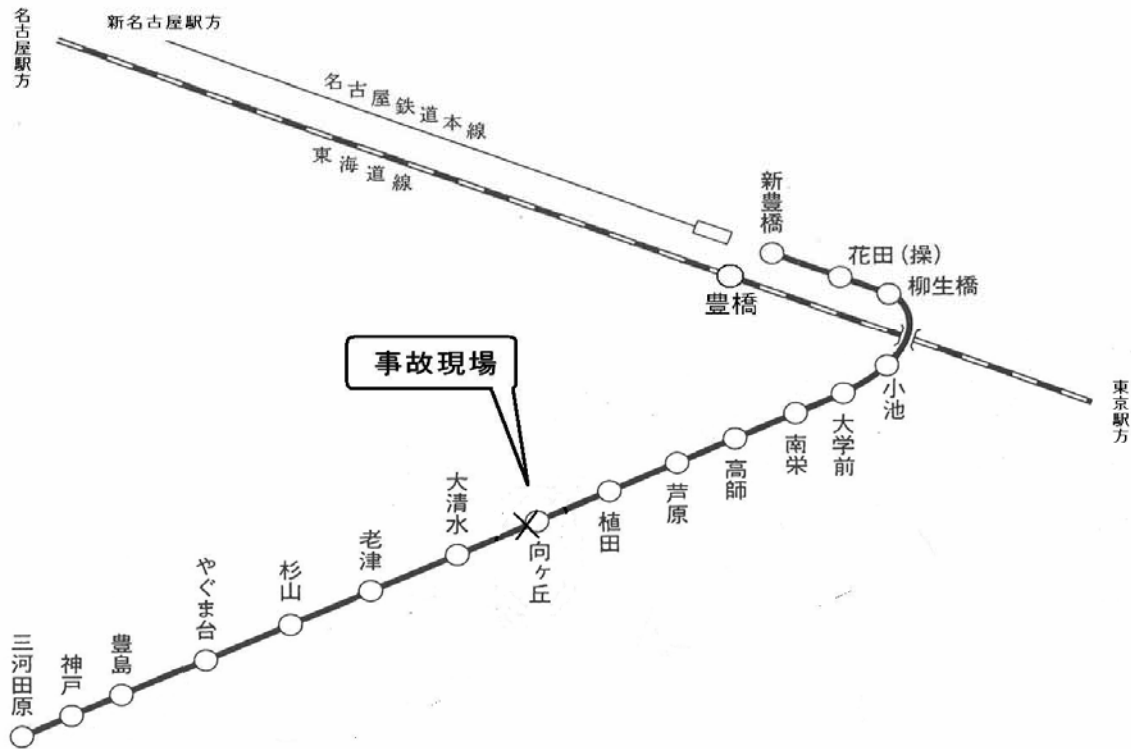 名古屋駅方
新名古屋駅方
名古屋鉄道本線
東海道線
新豊橋
花田(操)
柳生橋
豊橋
事故現場
小池
東京駅方
大学前
南栄
高師
芦原
植田
向ヶ丘
大清水
老津
杉山
やぐま台
豊島
神戸
三河田原